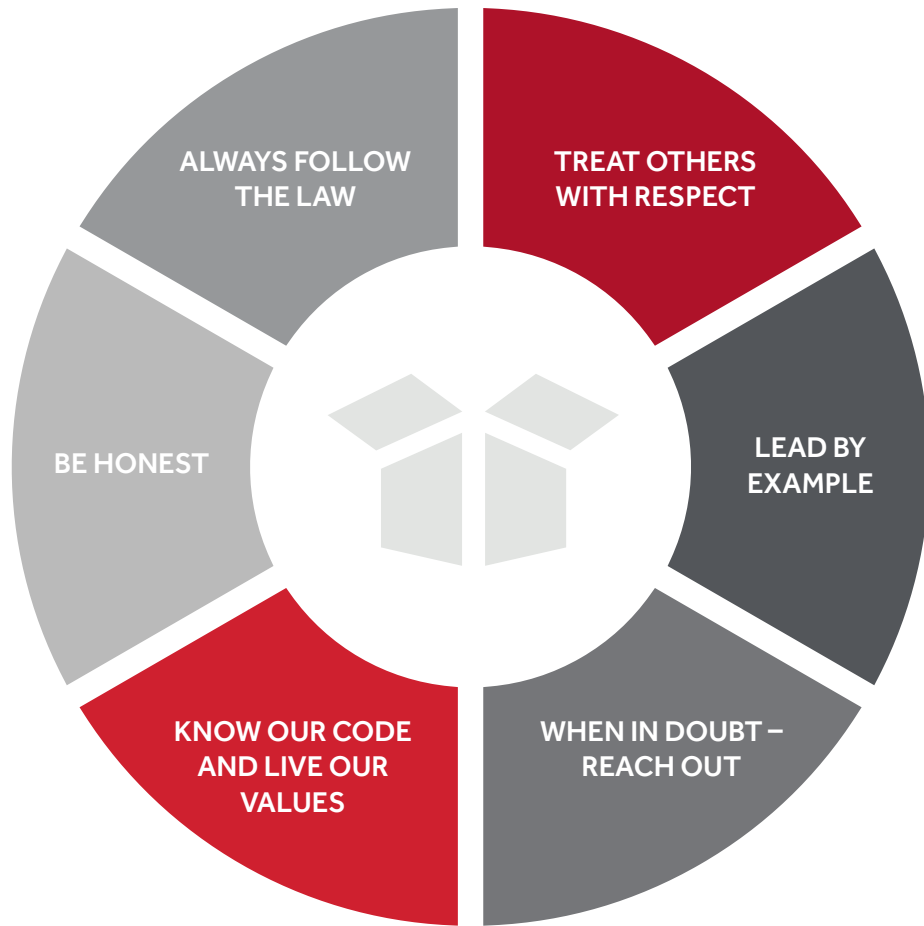 ALWAYS FOLLOW
THE LAW
TREAT OTHERS
WITH RESPECT
BE HONEST
LEAD BY
EXAMPLE
KNOW OUR CODE
AND LIVE OUR
VALUES
WHEN IN DOUBT –
REACH OUT